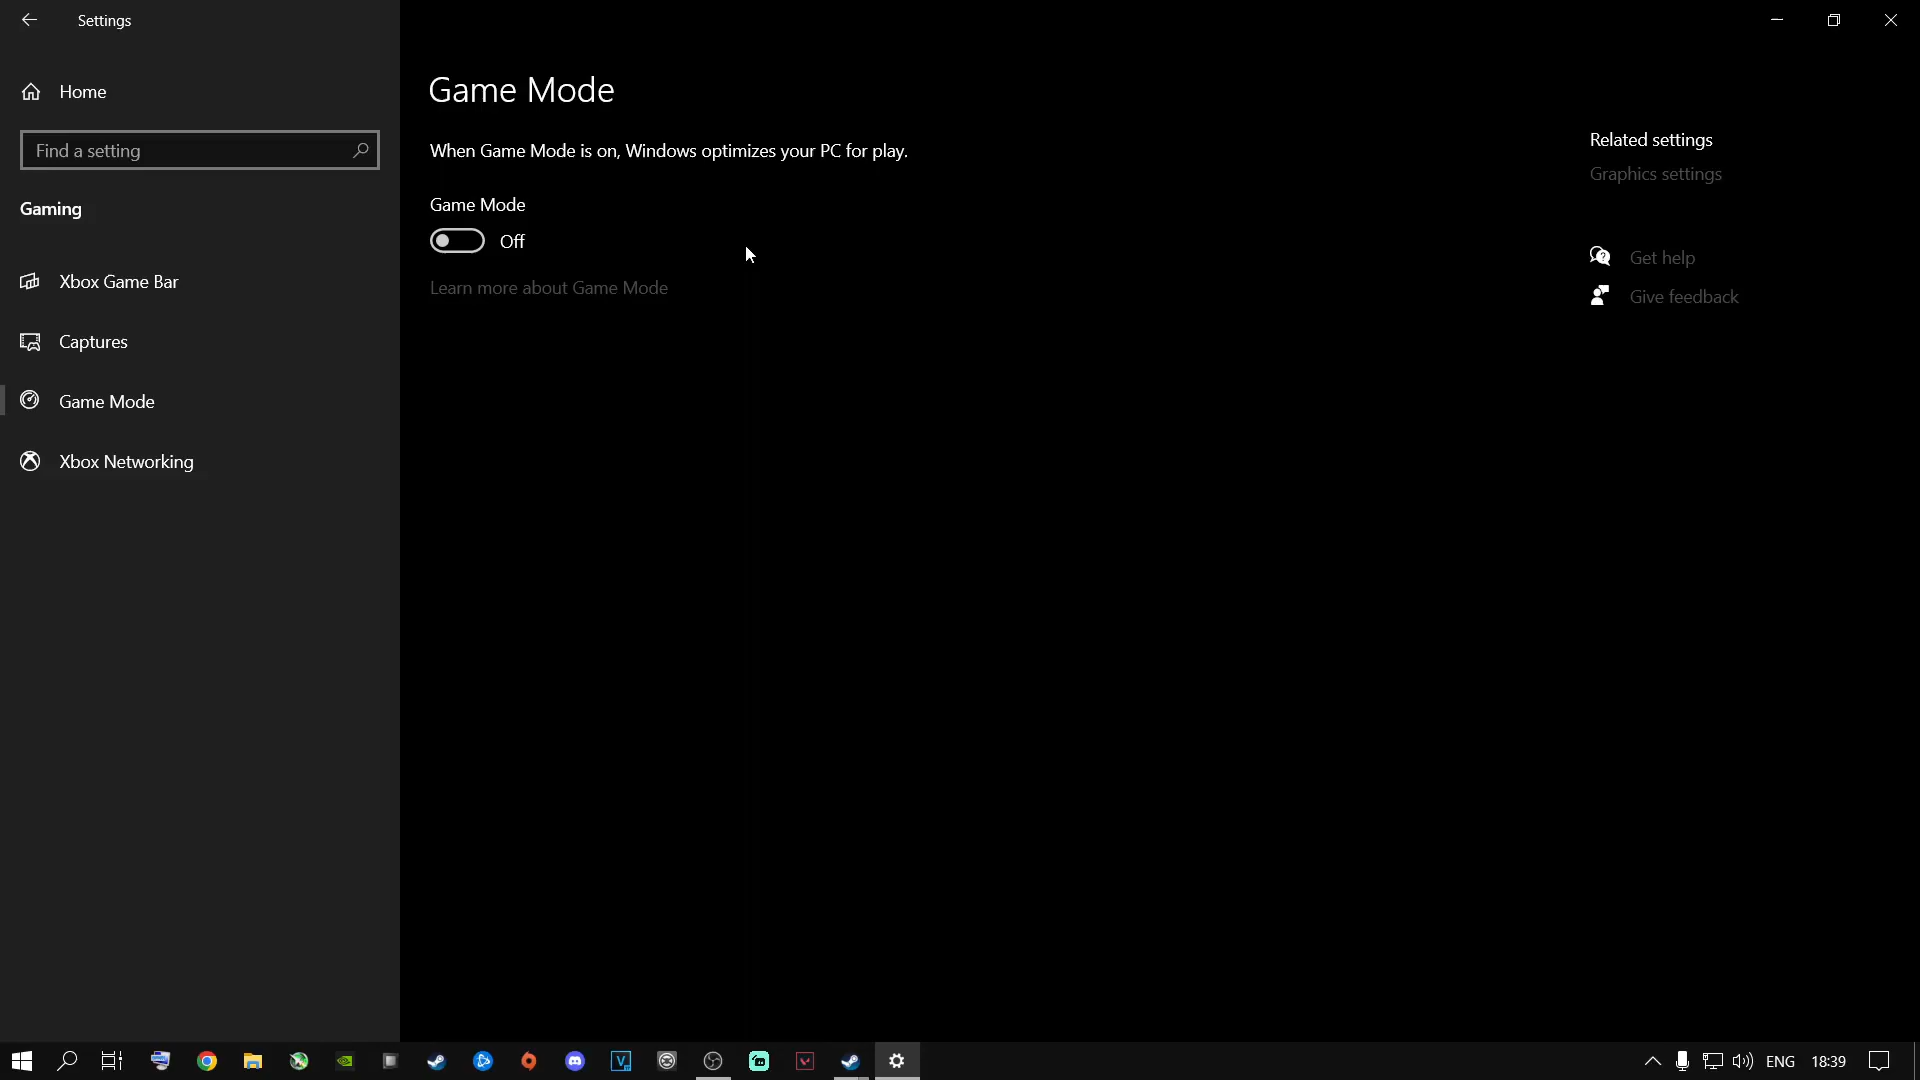 Settings
Home
Find a setting
Gaming
Xbox Game Bar
Captures
Game Mode
Xbox Networking
Game Mode
When Game Mode is on, Windows optimizes your PC for play.
Game Mode
Off
Learn more about Game Mode
Related settings
Graphics settings
Get help
Give feedback
ENG
18:39